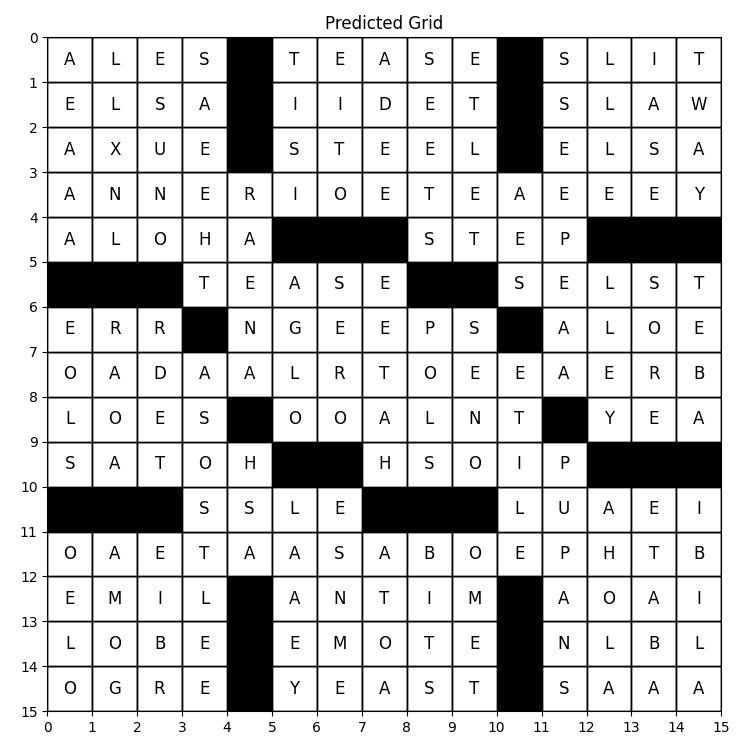 Predicted Grid
0
A L E S T E A S E S L I T
1
E L S A I I D E T S L A W
2
A X U E S T E E L E L S A
3
A N N E R I O E T E A E E E Y
4
A L O H A S T E P
5
T E A S E S E L S T
6
E R R N G E E P S A L O E
7
O A D A A L R T O E E A E R B
8
L O E S O O A L N T Y E A
9
S A T O H H S O I P
10
S S L E L U A E I
11
O A E T A A S A B O E P H T B
12
E M I L A N T I M A O A I
13
L O B E E M O T E N L B L
14
O G R E Y E A S T S A A A
15
0 1 2 3 4 5 6 7 8 9 10 11 12 13 14 15